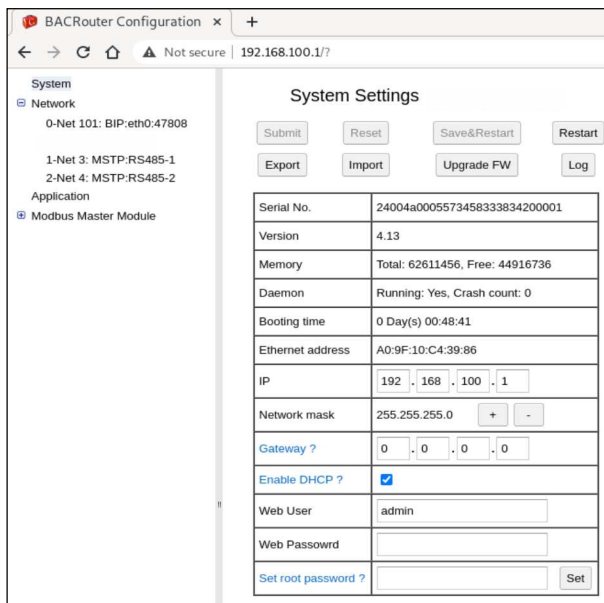 BACRouter Configuration × +
Not secure 192.168.100.1/?
System
Network
0-Net 101: BIP:eth0:47808
1-Net 3: MSTP:RS485-1
2-Net 4: MSTP:RS485-2
Application
Modbus Master Module
System Settings
Submit Reset Save&Restart Restart
Export Import Upgrade FW Log
Serial No. 24004a0005573458333834200001
Version 4.13
Memory Total: 62611456, Free: 44916736
Daemon Running: Yes, Crash count: 0
Booting time 0 Day(s) 00:48:41
Ethernet address A0:9F:10:C4:39:86
IP 192 . 168 . 100 . 1
Network mask 255.255.255.0 + -
Gateway ? 0 . 0 . 0 . 0
Enable DHCP ?
Web User admin
Web Passowrd
Set root password ? Set